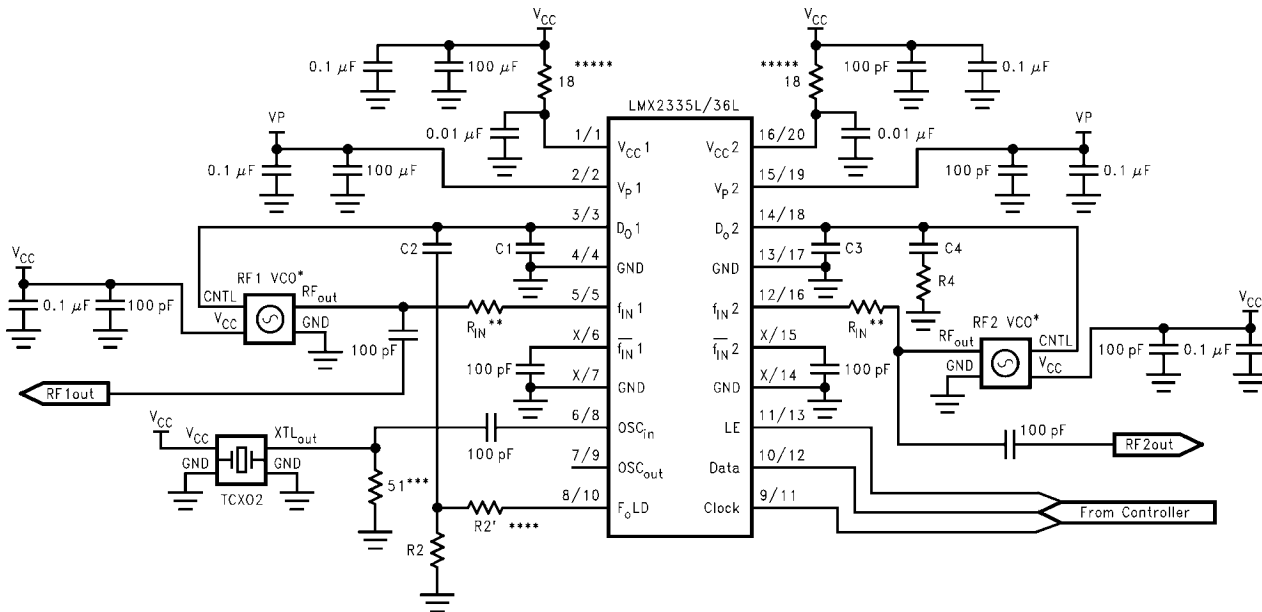 VCC
VCC
0.1 µF
100 µF
18
*****
*****
18
100 pF
0.1 µF
LMX2335L/36L
VP
0.01 µF
1/1
16/20
0.01 µF
VP
VCC1
VCC2
0.1 µF
100 µF
2/2
15/19
100 pF
0.1 µF
VP1
VP2
3/3
14/18
C2
C1
DO1
Do2
C3
C4
VCC
4/4
13/17
GND
GND
R4
RF1 VCO*
0.1 µF
100 pF
CNTL
RFout
5/5
12/16
VCC
VCC
GND
RIN**
fIN1
fIN2
RIN**
RF2 VCO*
RFout
CNTL
100 pF
X/6
X/15
fIN1
fIN2
GND
VCC
100 pF
0.1 µF
100 pF
X/7
X/14
100 pF
RF1out
GND
GND
VCC
6/8
11/13
VCC
XTLout
OSCin
LE
100 pF
RF2out
GND
GND
100 pF
7/9
10/12
TCXO2
51***
OSCout
Data
8/10
9/11
R2'
****
FoLD
Clock
From Controller
R2